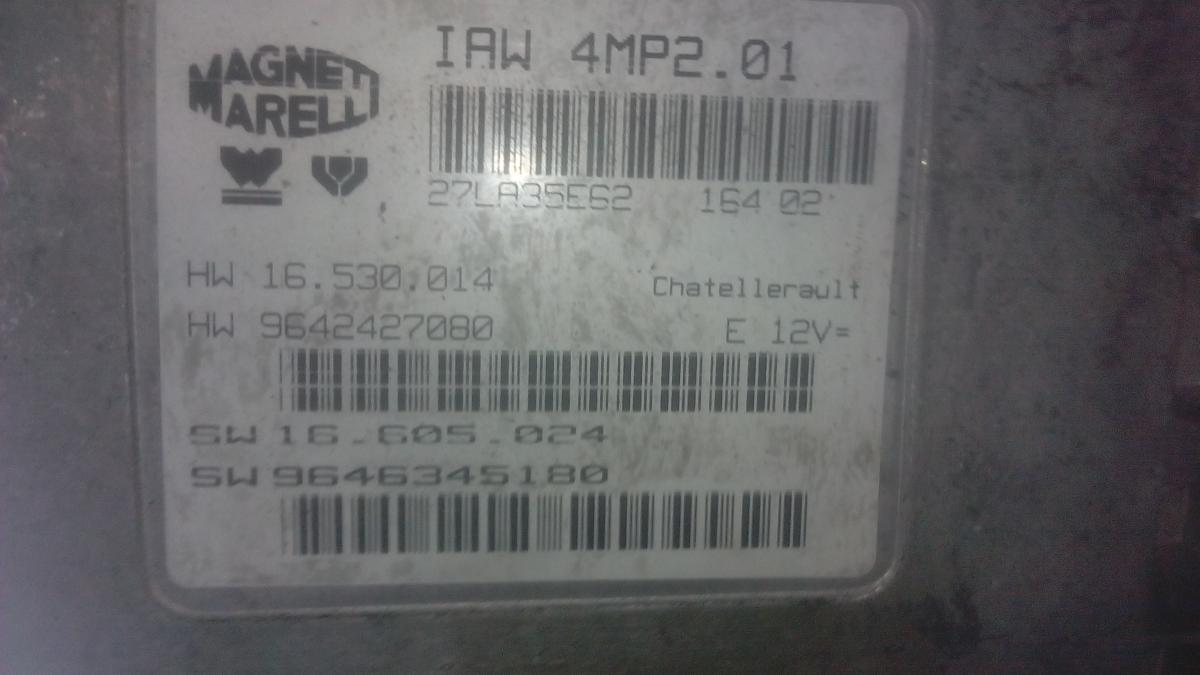 IAW 4MP2.01
MAGNETI
MARELLI
27LA35E62 164 02
HW 16.530.014 Chatellerault
HW 9642427080 E 12V=
SW 16.605.024
SW 9646345180